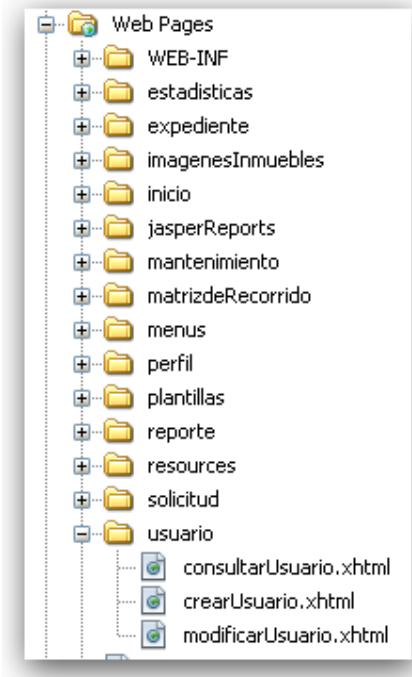 Web Pages
WEB-INF
estadisticas
expediente
imagenesInmuebles
inicio
jasperReports
mantenimiento
matrizdeRecorrido
menus
perfil
plantillas
reporte
resources
solicitud
usuario
consultarUsuario.xhtml
crearUsuario.xhtml
modificarUsuario.xhtml